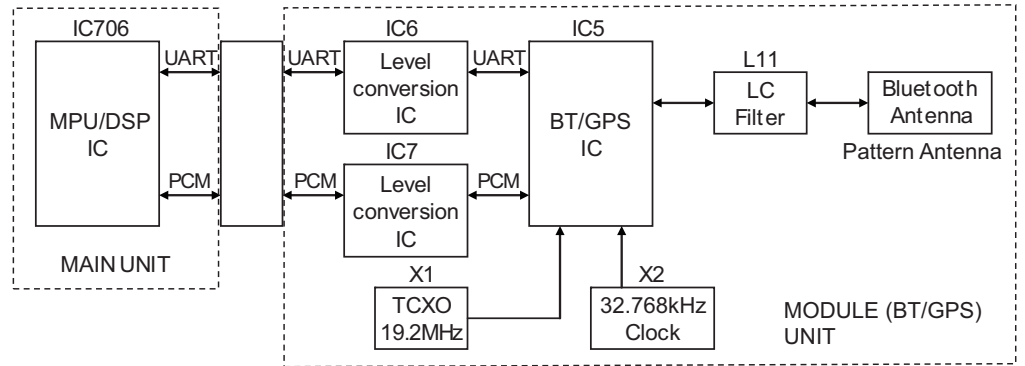 IC706
MPU/DSP
IC
UART
PCM
MAIN UNIT
UART
PCM
IC6
Level
conversion
IC
IC7
Level
conversion
IC
UART
PCM
IC5
BT/GPS
IC
L11
LC
Filter
Bluetooth
Antenna
Pattern Antenna
X1
TCXO
19.2MHz
X2
32.768kHz
Clock
MODULE (BT/GPS)
UNIT